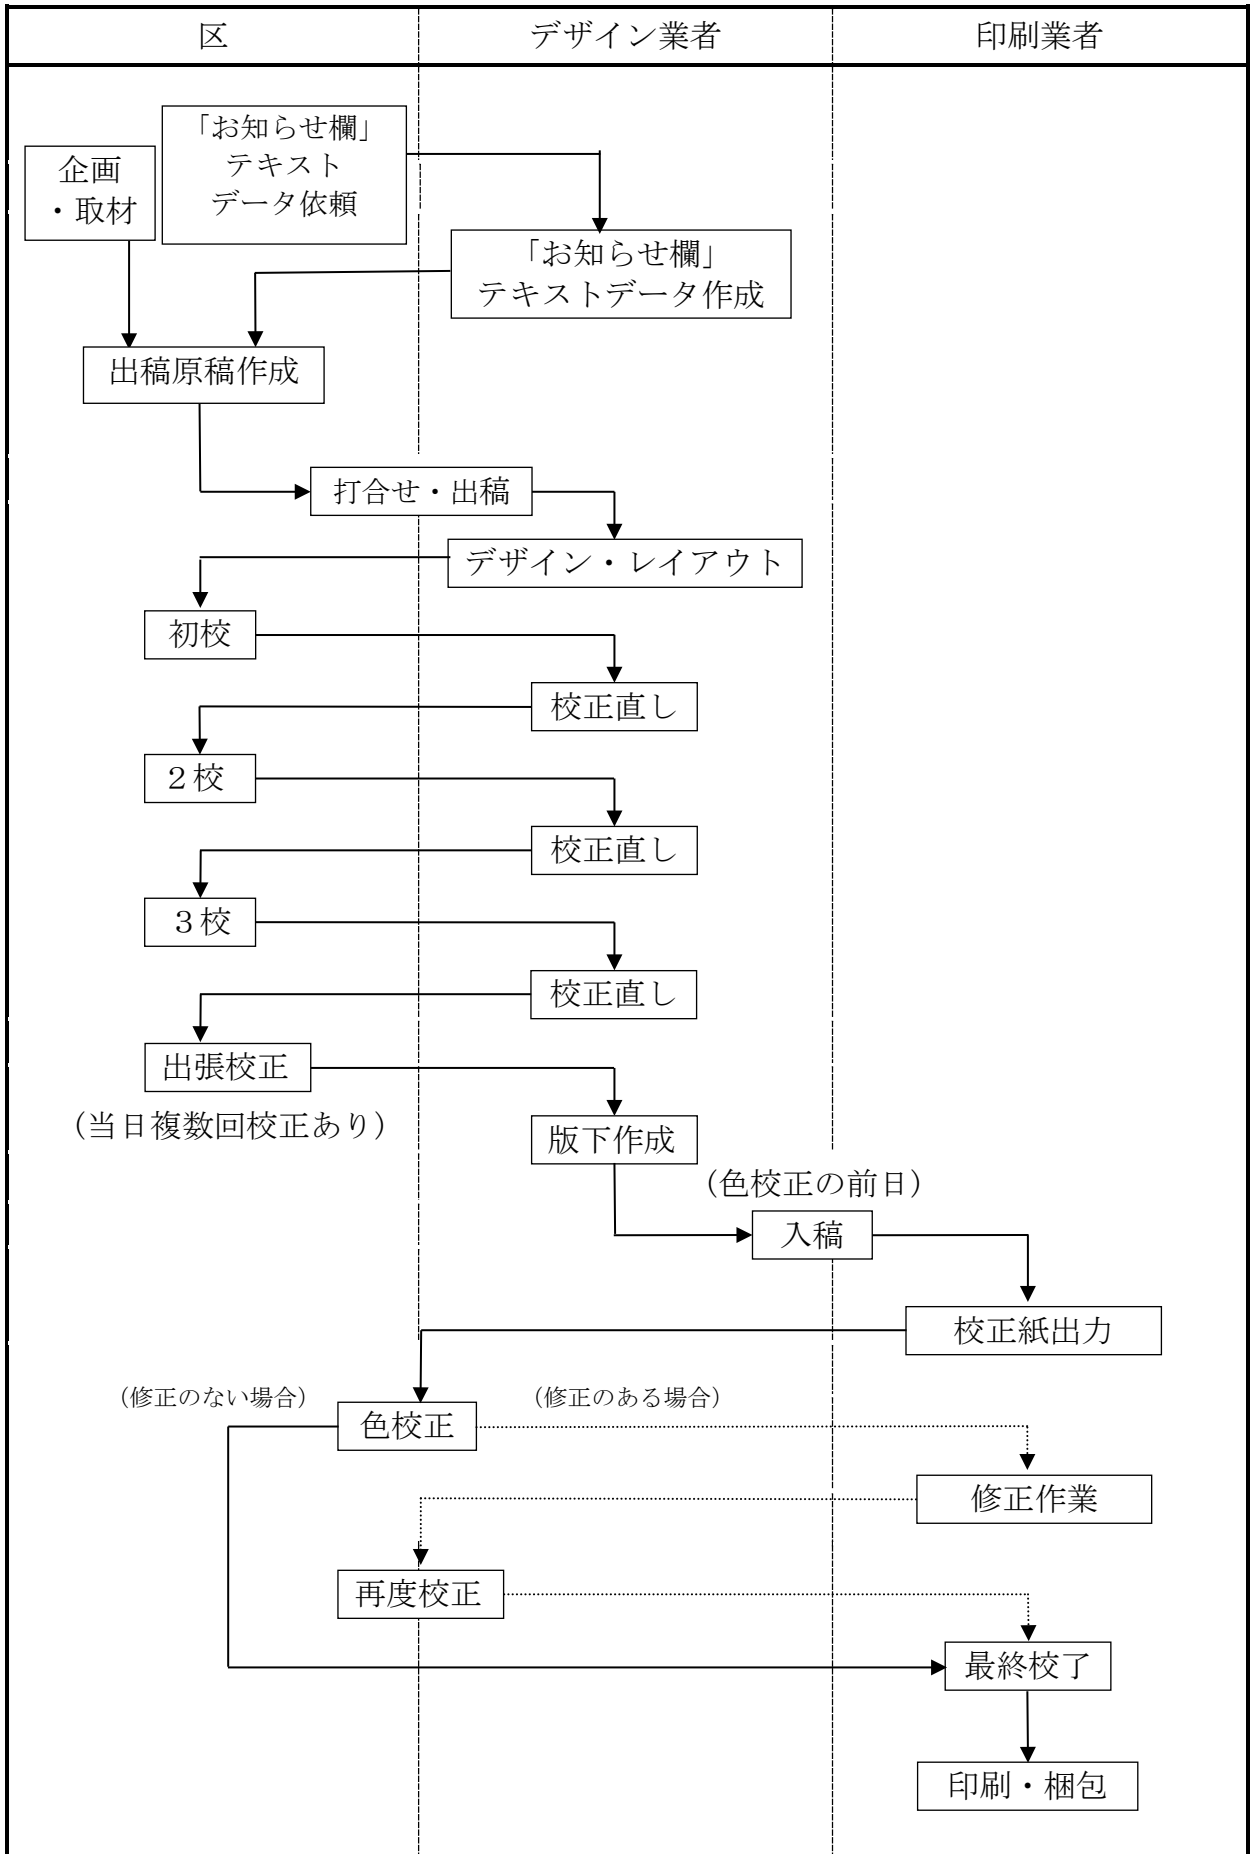 区
デザイン業者
印刷業者
「お知らせ欄」
テキスト
データ依頼
企画
・取材
「お知らせ欄」
テキストデータ作成
出稿原稿作成
打合せ・出稿
デザイン・レイアウト
初校
校正直し
２校
校正直し
３校
校正直し
出張校正
（当日複数回校正あり）
版下作成
（色校正の前日）
入稿
校正紙出力
（修正のない場合）
（修正のある場合）
色校正
修正作業
再度校正
最終校了
印刷・梱包